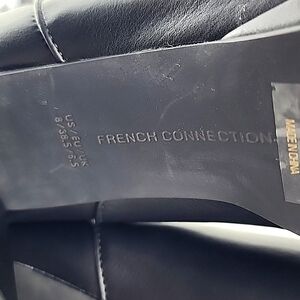 US/EU/UK
8/38.5/5.5
FRENCH CONNECTION
MADE IN CHINA